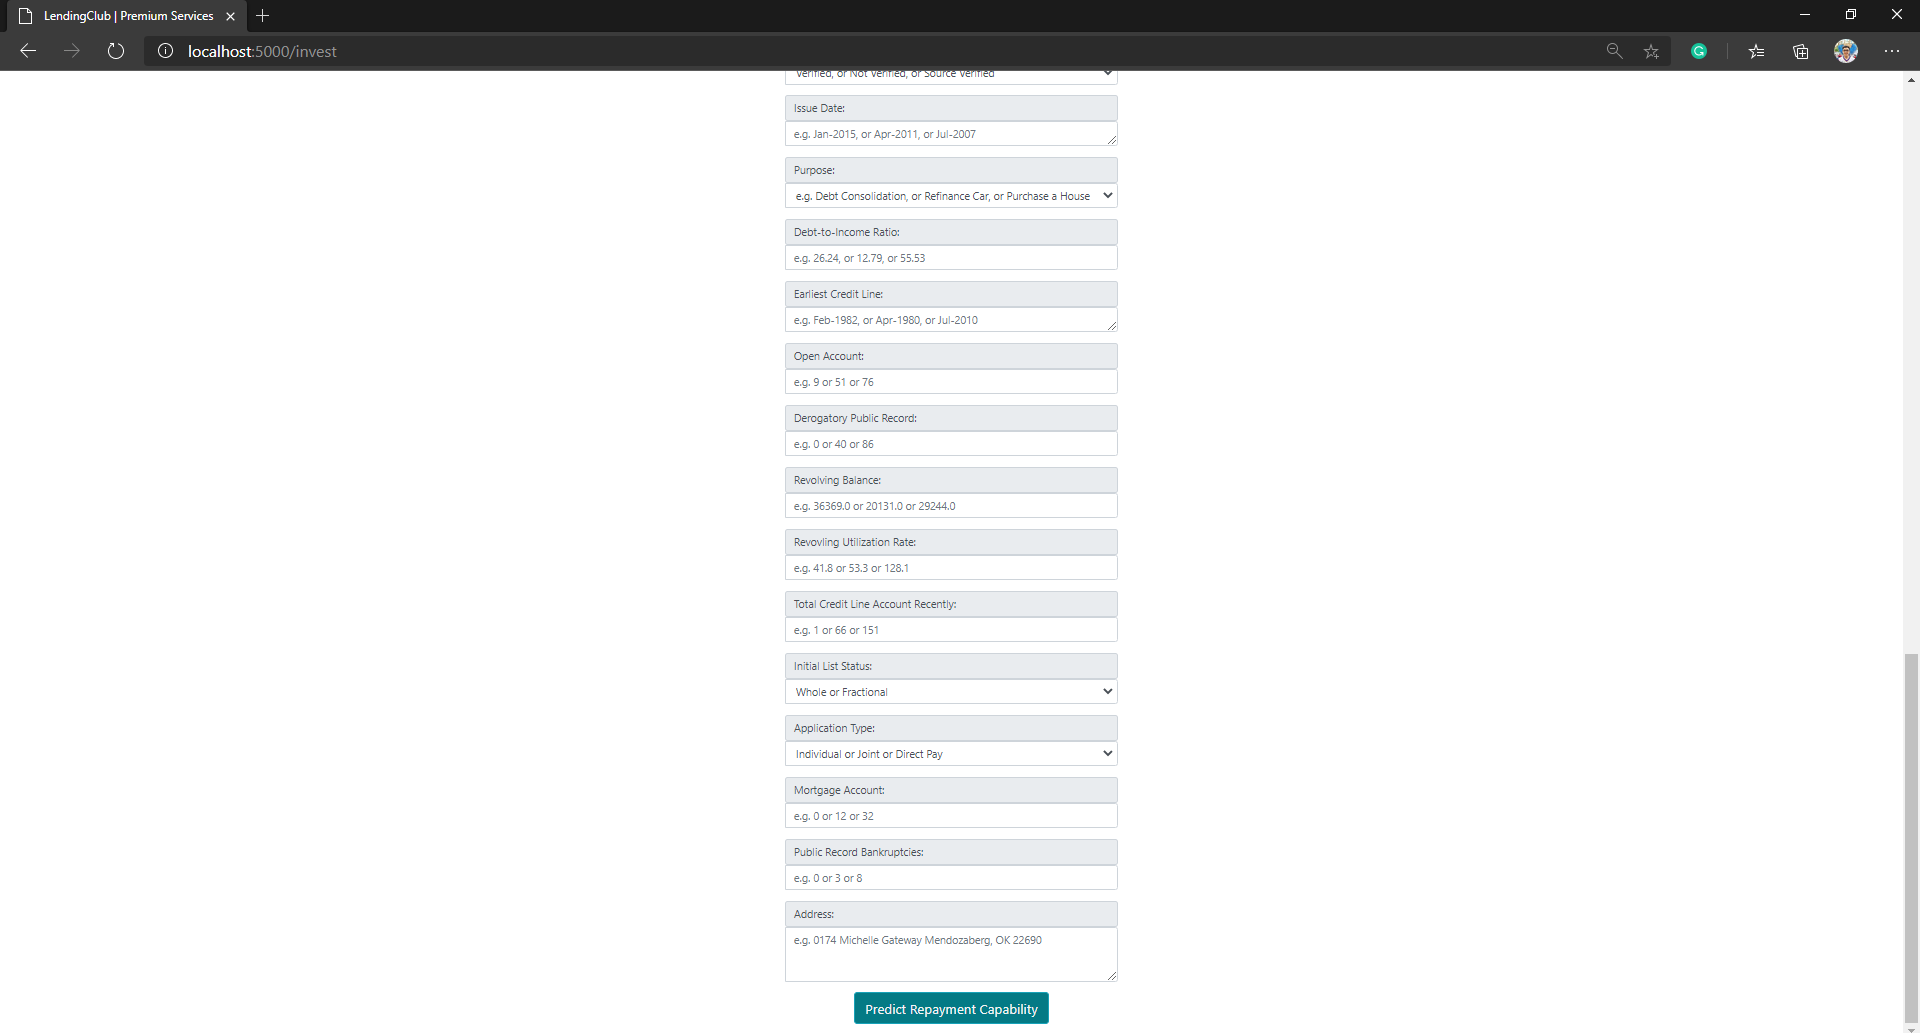 LendingClub | Premium Services
localhost:5000/invest
Verified, or Not Verified, or Source Verified
Issue Date:
e.g. Jan-2015, or Apr-2011, or Jul-2007
Purpose:
e.g. Debt Consolidation, or Refinance Car, or Purchase a House
Debt-to-Income Ratio:
e.g. 26.24, or 12.79, or 55.53
Earliest Credit Line:
e.g. Feb-1982, or Apr-1980, or Jul-2010
Open Account:
e.g. 9 or 51 or 76
Derogatory Public Record:
e.g. 0 or 40 or 86
Revolving Balance:
e.g. 36369.0 or 20131.0 or 29244.0
Revovling Utilization Rate:
e.g. 41.8 or 53.3 or 128.1
Total Credit Line Account Recently:
e.g. 1 or 66 or 151
Initial List Status:
Whole or Fractional
Application Type:
Individual or Joint or Direct Pay
Mortgage Account:
e.g. 0 or 12 or 32
Public Record Bankruptcies:
e.g. 0 or 3 or 8
Address:
e.g. 0174 Michelle Gateway Mendozaberg, OK 22690
Predict Repayment Capability